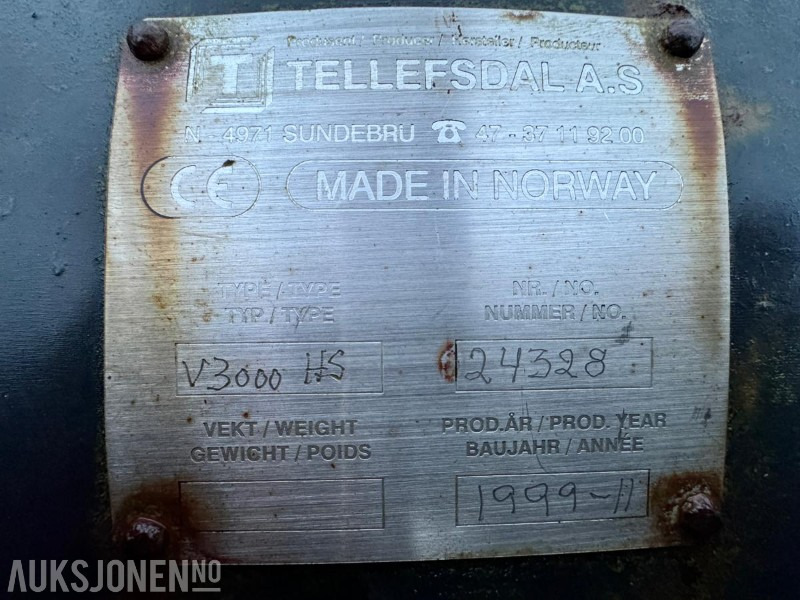 Produsent / Producer / Hersteller / Producteur
T TELLEFSDAL A.S
N - 4971 SUNDEBRU ☎ 47 - 37 11 92 00
CE MADE IN NORWAY
TYPE / TYPE NR. / NO.
TYP / TYPE NUMMER / NO.
V3000 HS 24328
VEKT / WEIGHT PROD.ÅR / PROD. YEAR
GEWICHT / POIDS BAUJAHR / ANNÉE
1999-11
AUKSJONEN.NO